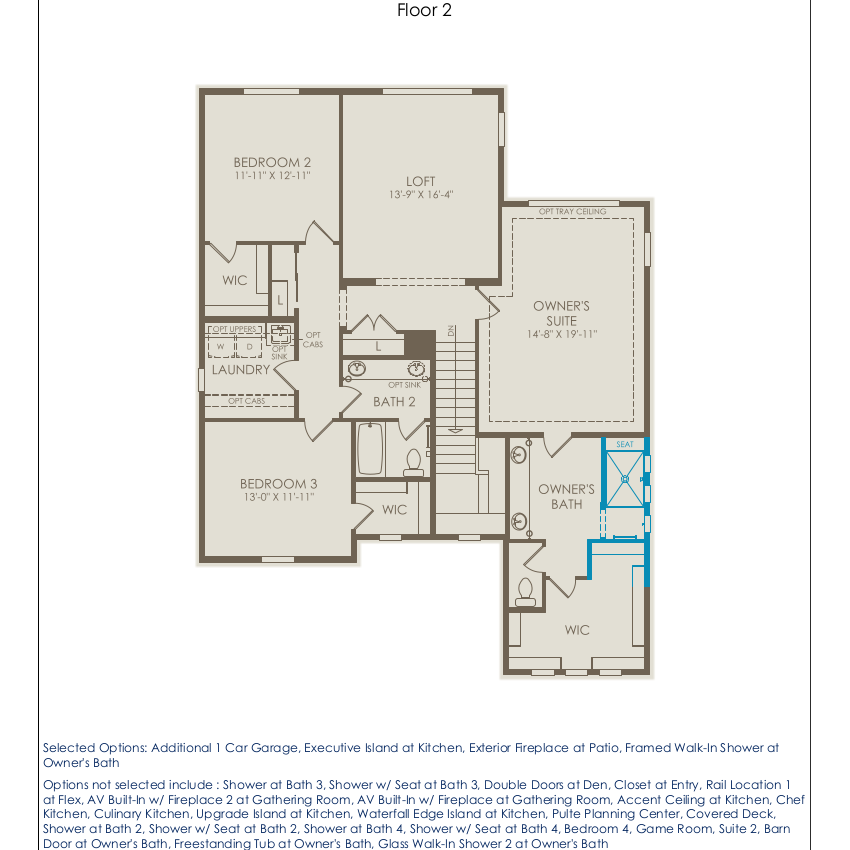 Floor 2
BEDROOM 2
11'-11" X 12'-11"
LOFT
13'-9" X 16'-4"
OPT TRAY CEILING
WIC
L
OWNER'S
SUITE
14'-8" X 19'-11"
OPT UPPERS
W
D
OPT
SINK
OPT
CABS
L
DN
LAUNDRY
OPT SINK
OPT CABS
BATH 2
SEAT
BEDROOM 3
13'-0" X 11'-11"
WIC
OWNER'S
BATH
WIC
Selected Options: Additional 1 Car Garage, Executive Island at Kitchen, Exterior Fireplace at Patio, Framed Walk-In Shower at
Owner's Bath
Options not selected include : Shower at Bath 3, Shower w/ Seat at Bath 3, Double Doors at Den, Closet at Entry, Rail Location 1
at Flex, AV Built-In w/ Fireplace 2 at Gathering Room, AV Built-In w/ Fireplace at Gathering Room, Accent Ceiling at Kitchen, Chef
Kitchen, Culinary Kitchen, Upgrade Island at Kitchen, Waterfall Edge Island at Kitchen, Pulte Planning Center, Covered Deck,
Shower at Bath 2, Shower w/ Seat at Bath 2, Shower at Bath 4, Shower w/ Seat at Bath 4, Bedroom 4, Game Room, Suite 2, Barn
Door at Owner's Bath, Freestanding Tub at Owner's Bath, Glass Walk-In Shower 2 at Owner's Bath